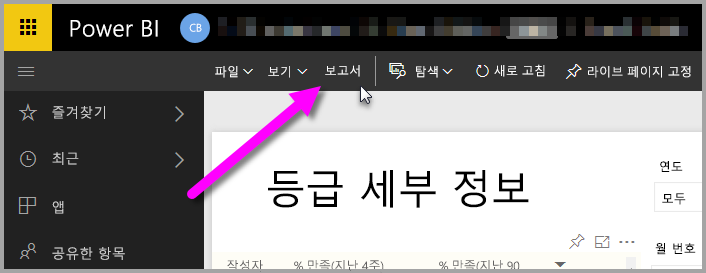 Power BI CB
파일 보기 보고서 탐색 새로 고침 라이브 페이지 고정
즐겨찾기
최근
앱
공유한 항목
등급 세부 정보
연도
모두
월 번호
작성자 % 만족(지난 4주) % 만족(지난 90